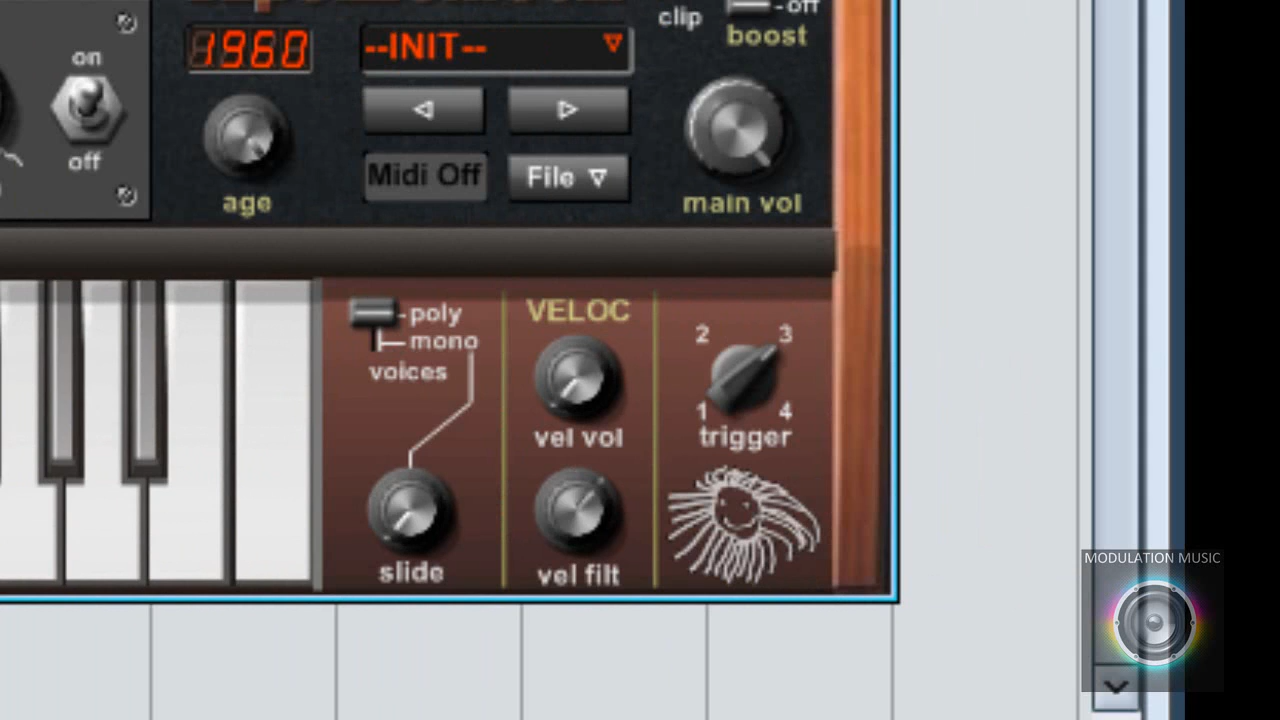 clip
-off
boost
on
off
1960
--INIT--
Midi Off
File
age
main vol
-poly
mono
voices
slide
VELOC
vel vol
vel filt
2 3
1 4
trigger
MODULATION MUSIC